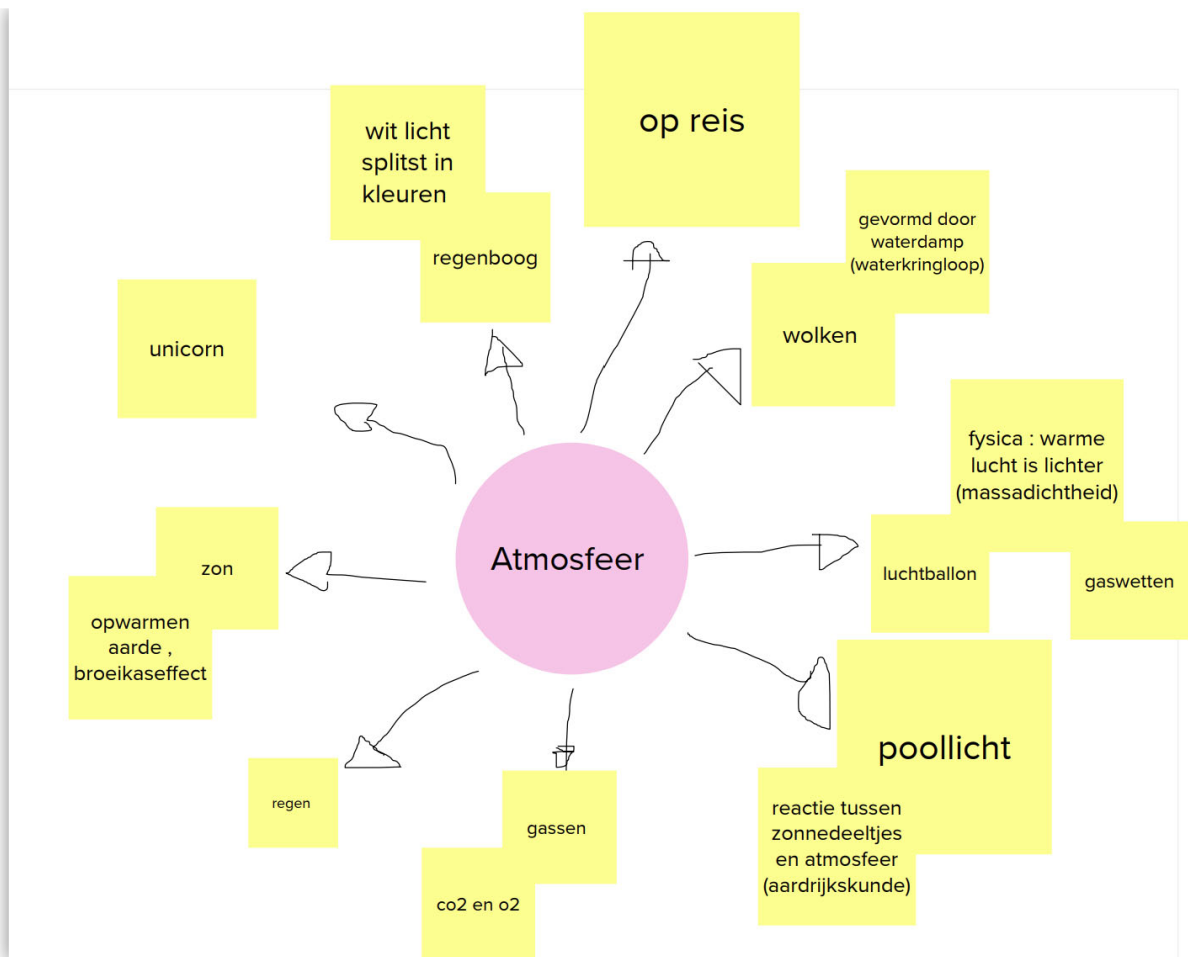 op reis
wit licht
splitst in
kleuren
regenboog
gevormd door
waterdamp
(waterkringloop)
wolken
unicorn
fysica : warme
lucht is lichter
(massadichtheid)
luchtballon
gaswetten
Atmosfeer
zon
opwarmen
aarde ,
broeikaseffect
poollicht
reactie tussen
zonnedeeltjes
en atmosfeer
(aardrijkskunde)
regen
gassen
co2 en o2